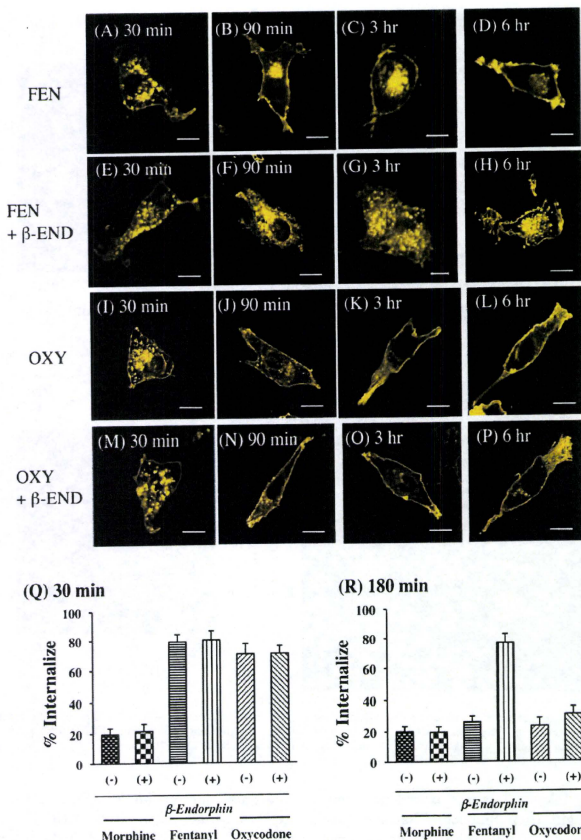 (A) 30 min (B) 90 min (C) 3 hr (D) 6 hr
FEN
(E) 30 min (F) 90 min (G) 3 hr (H) 6 hr
FEN
+ β-END
(I) 30 min (J) 90 min (K) 3 hr (L) 6 hr
OXY
(M) 30 min (N) 90 min (O) 3 hr (P) 6 hr
OXY
+ β-END
(Q) 30 min
% Internalize
80
60
40
20
0
(-) (+) (-) (+) (-) (+)
β-Endorphin
Morphine Fentanyl Oxycodone
(R) 180 min
% Internalize
80
60
40
20
0
(-) (+) (-) (+) (-) (+)
β-Endorphin
Morphine Fentanyl Oxycodone